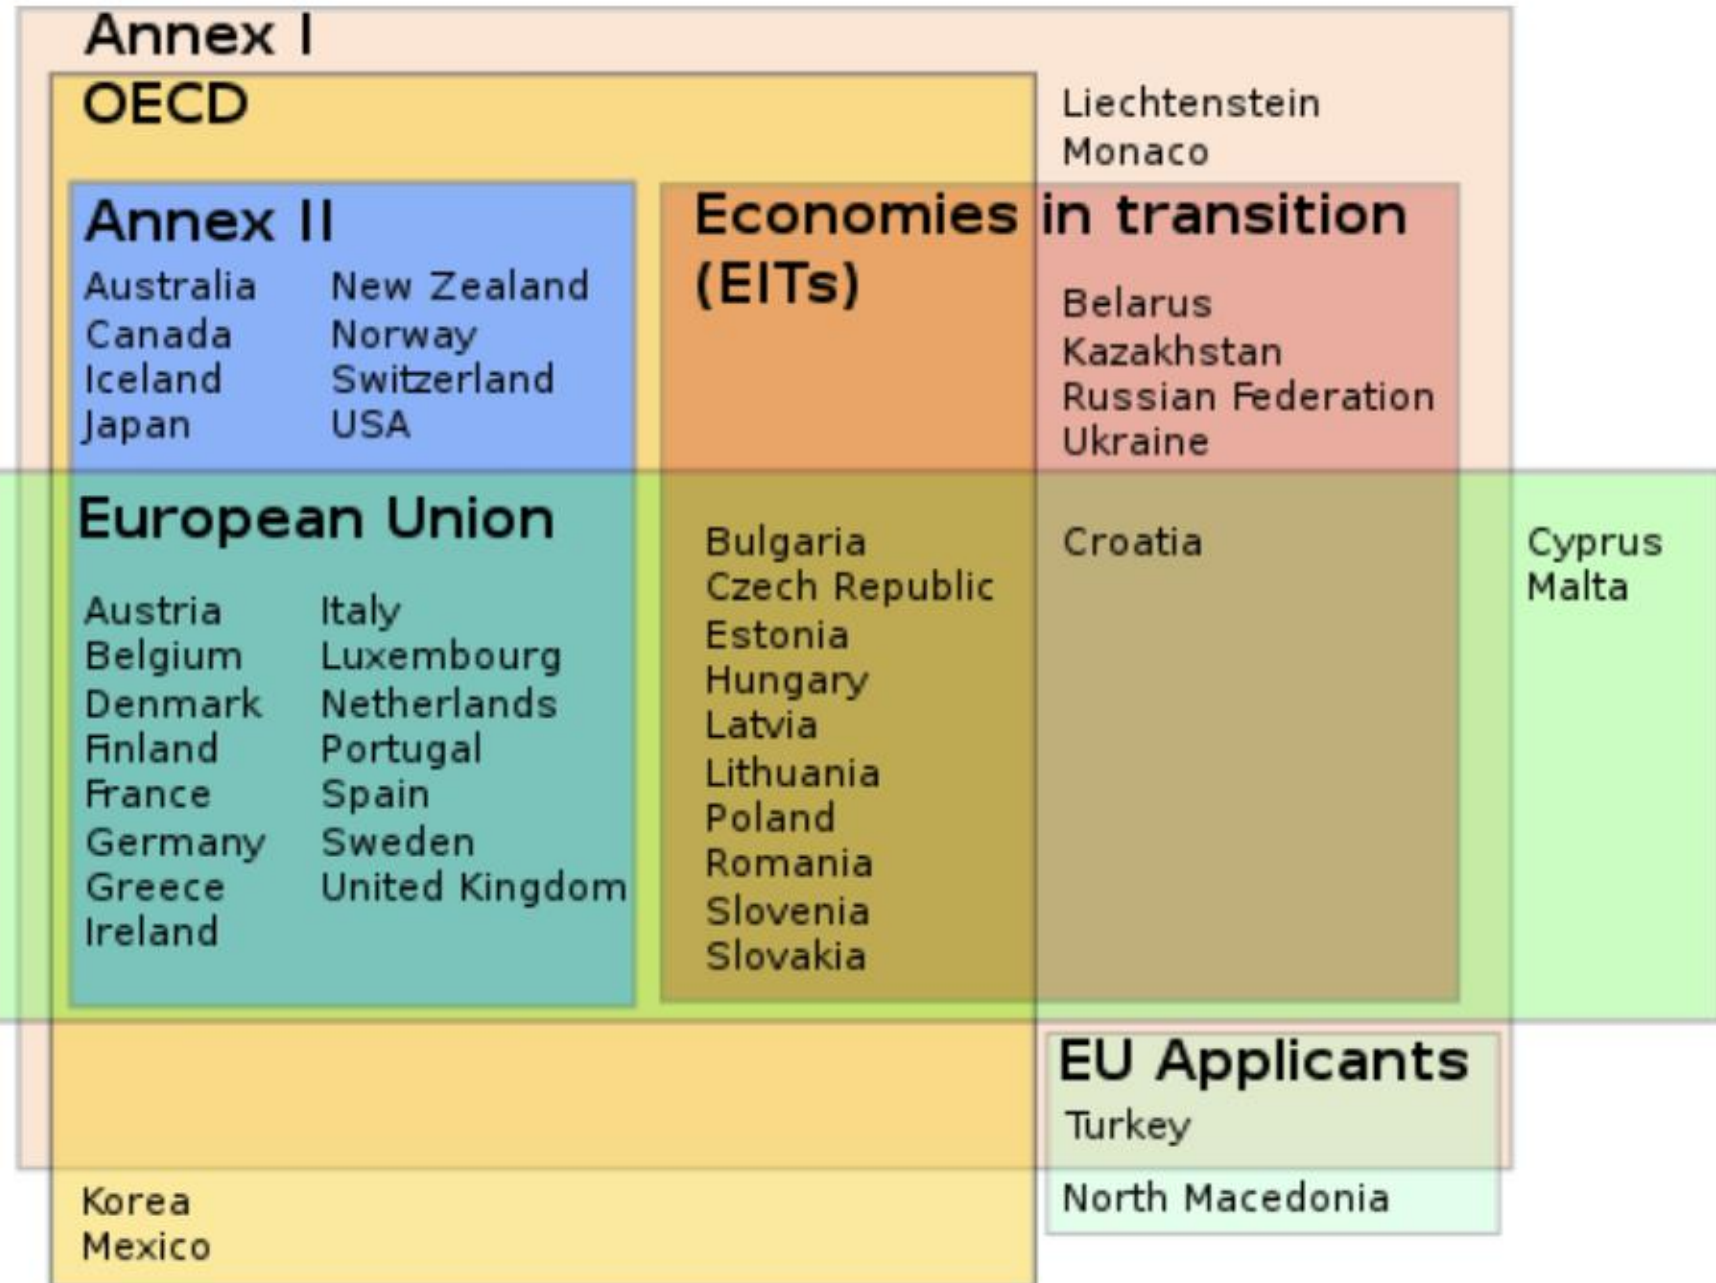 Annex I
OECD
Liechtenstein
Monaco
Annex II
Australia New Zealand
Canada Norway
Iceland Switzerland
Japan USA
Economies in transition
(EITs)
Belarus
Kazakhstan
Russian Federation
Ukraine
European Union
Austria Italy
Belgium Luxembourg
Denmark Netherlands
Finland Portugal
France Spain
Germany Sweden
Greece United Kingdom
Ireland
Bulgaria
Czech Republic
Estonia
Hungary
Latvia
Lithuania
Poland
Romania
Slovenia
Slovakia
Croatia
Cyprus
Malta
EU Applicants
Turkey
North Macedonia
Korea
Mexico